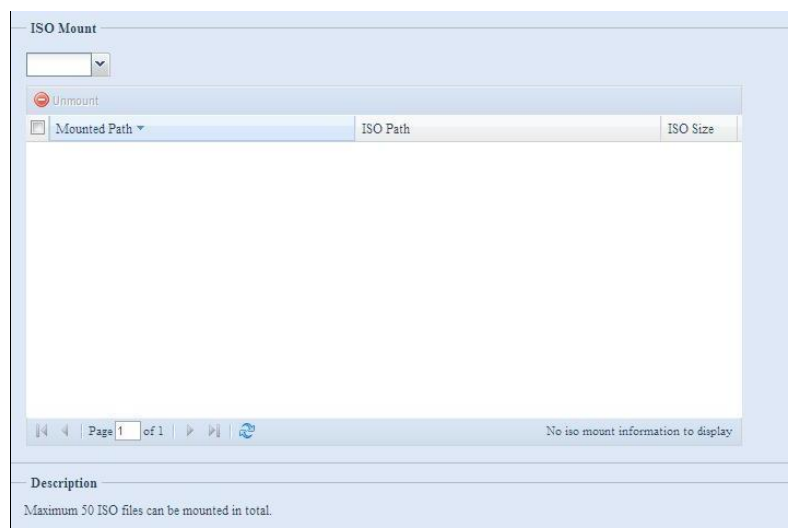 ISO Mount
Unmount
Mounted Path ISO Path ISO Size
Page 1 of 1 No iso mount information to display
Description
Maximum 50 ISO files can be mounted in total.